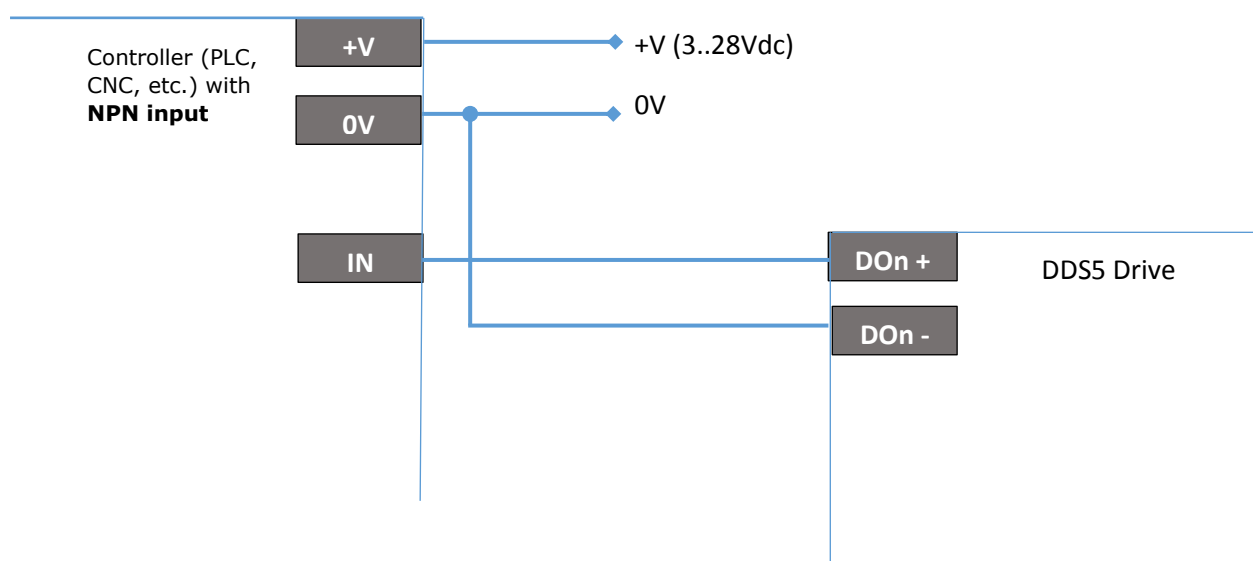 Controller (PLC,
CNC, etc.) with
NPN input
+V
+V (3..28Vdc)
0V
0V
IN
DOn +
DDS5 Drive
DOn -